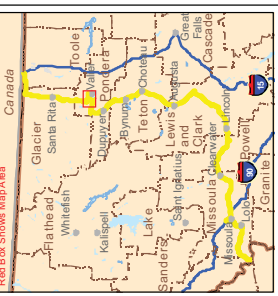 Canada
Red Box Shows Map Area
Glacier
Santa Rita
Toole
Valier
Pondera
Dupuyer
Bynum
Teton
Choteau
Great
Falls
Cascade
Augusta
Lewis
and
Clark
Lincoln
Flathead
Whitefish
Kalispell
Lake
Sanders
Saint Ignatius
Missoula
Clearwater
Powell
Granite
Missoula
Lolo
15
90